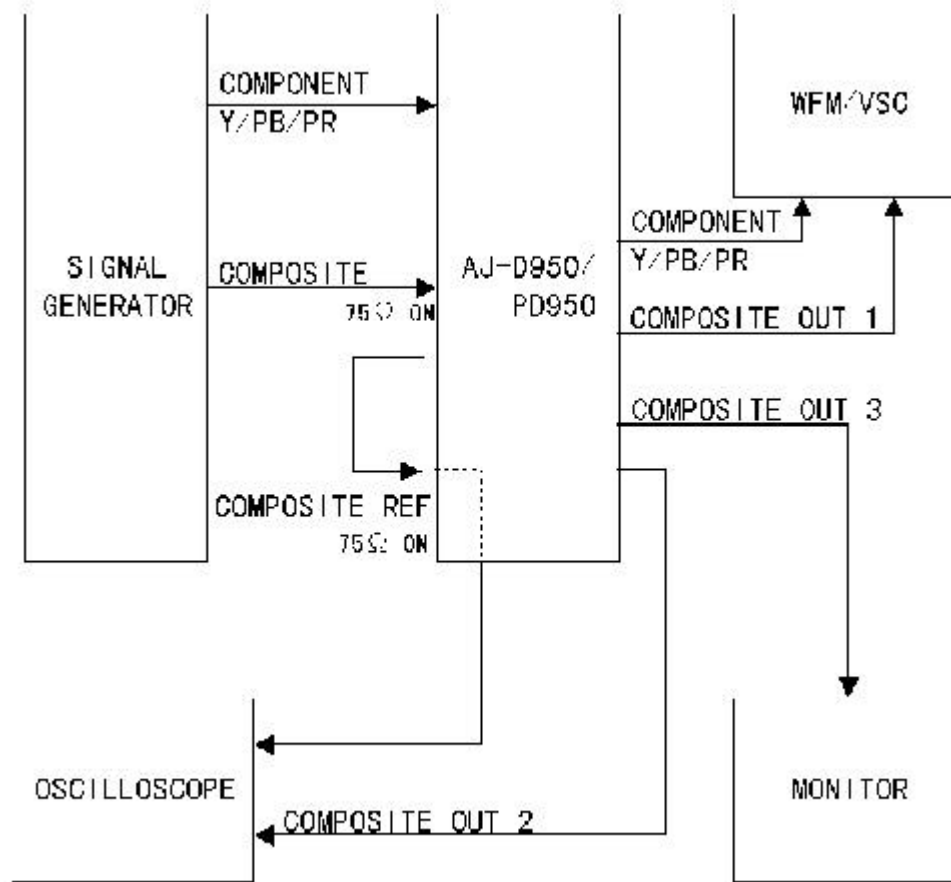 COMPONENT
Y/PB/PR
WFM/VSC
SIGNAL
GENERATOR
COMPOSITE
75Ω ON
AJ-D950/
PD950
COMPONENT
Y/PB/PR
COMPOSITE OUT 1
COMPOSITE OUT 3
COMPOSITE REF
75Ω ON
OSCILLOSCOPE
COMPOSITE OUT 2
MONITOR